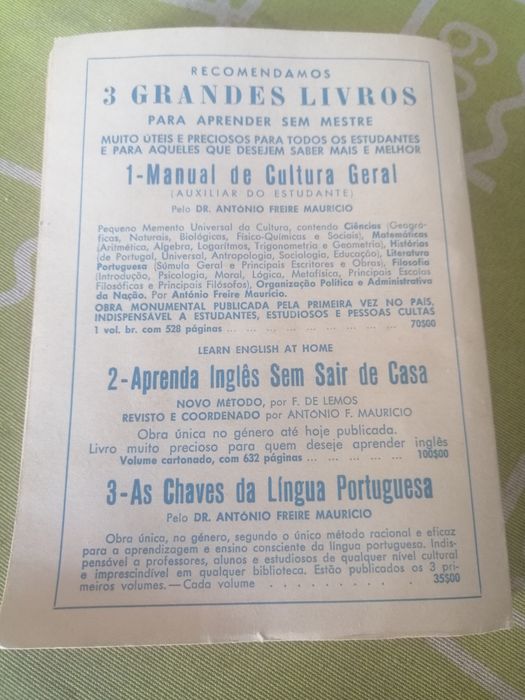 RECOMENDAMOS
3 GRANDES LIVROS
PARA APRENDER SEM MESTRE
MUITO ÚTEIS E PRECIOSOS PARA TODOS OS ESTUDANTES
E PARA AQUELES QUE DESEJEM SABER MAIS E MELHOR
1-Manual de Cultura Geral
(AUXILIAR DO ESTUDANTE)
Pelo DR. ANTÓNIO FREIRE MAURICIO
Pequeno Memento Universal da Cultura, contendo Ciências (Geográ-
ficas, Naturais, Biológicas, Físico-Químicas e Sociais), Matemáticas
(Aritmética, Algebra, Logaritmos, Trigonometria e Geometria), Histórias
(de Portugal, Universal, Antropologia, Sociologia, Educação), Literatura
Portuguesa (Súmula Geral e Principais Escritores e Obras), Filosofia
(Introdução, Psicologia, Moral, Lógica, Metafísica, Principais Escolas
Filosóficas e Principais Filósofos), Organização Política e Administrativa
da Nação. Por António Freire Maurício.
OBRA MONUMENTAL PUBLICADA PELA PRIMEIRA VEZ NO PAÍS,
INDISPENSÁVEL A ESTUDANTES, ESTUDIOSOS E PESSOAS CULTAS
1 vol. br. com 528 páginas ... ... ... ... ... ... ... ... ... 70$00
LEARN ENGLISH AT HOME
2-Aprenda Inglês Sem Sair de Casa
NOVO MÉTODO, por F. DE LEMOS
REVISTO E COORDENADO por ANTONIO F. MAURICIO
Obra única no género até hoje publicada.
Livro muito precioso para quem deseje aprender inglês
Volume cartonado, com 632 páginas ... ... ... ... ... 100$00
3-As Chaves da Língua Portuguesa
Pelo DR. ANTÓNIO FREIRE MAURICIO
Obra única, no género, segundo o único método racional e eficaz
para a aprendizagem e ensino consciente da língua portuguesa. Indis-
pensável a professores, alunos e estudiosos de qualquer nível cultural
e imprescindível em qualquer biblioteca. Estão publicados os 3 pri-
meiros volumes. — Cada volume . . . . . . . . . . . 35$00